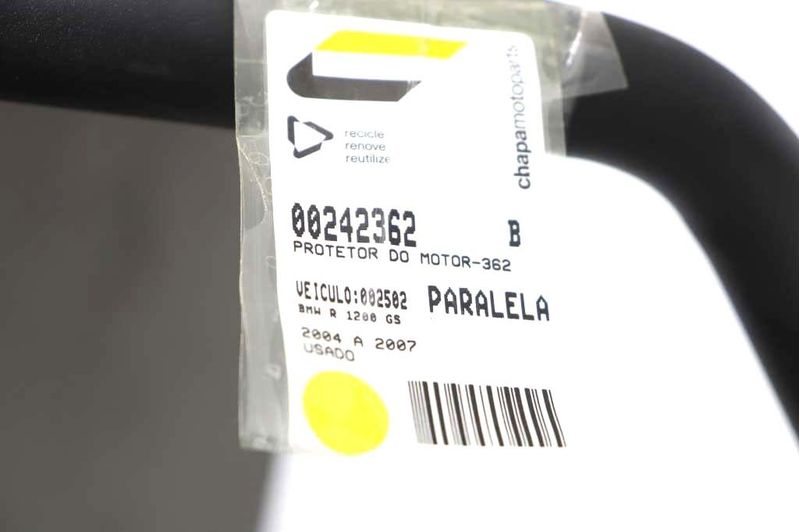 recicle
renove
reutilize
chapamotoparts
00242362 B
PROTETOR DO MOTOR-362
VEICULO:002502 PARALELA
BMW R 1200 GS
2004 A 2007
USADO